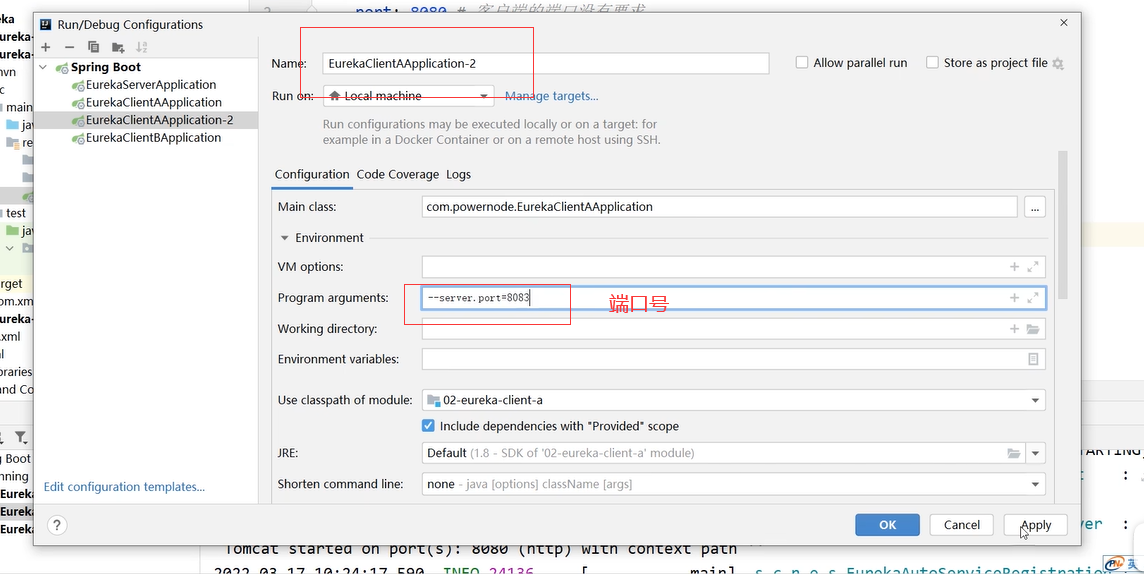 port: 8080 # 客户端的端口没有要求
Run/Debug Configurations
Spring Boot
EurekaServerApplication
EurekaClientAApplication
EurekaClientAApplication-2
EurekaClientBApplication
Edit configuration templates...
Name:
EurekaClientAApplication-2
Allow parallel run
Store as project file
Run on:
Local machine
Manage targets...
Run configurations may be executed locally or on a target: for
example in a Docker Container or on a remote host using SSH.
Configuration
Code Coverage
Logs
Main class:
com.powernode.EurekaClientAApplication
...
Environment
VM options:
Program arguments:
--server.port=8083
端口号
Working directory:
Environment variables:
Use classpath of module:
02-eureka-client-a
Include dependencies with "Provided" scope
JRE:
Default (1.8 - SDK of '02-eureka-client-a' module)
Shorten command line:
none - java [options] className [args]
?
OK
Cancel
Apply
main
test
Tomcat started on port(s): 8080 (http) with context path ''
2022-03-17 10:24:17.590 INFO 24136 [ main] s.c.n.e.s.EurekaAutoServiceRegistration